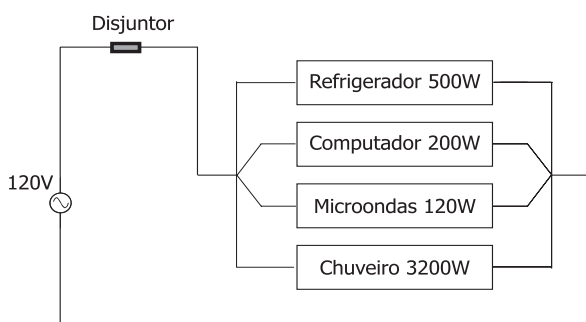 Disjuntor
Refrigerador 500W
Computador 200W
120V
Microondas 120W
Chuveiro 3200W